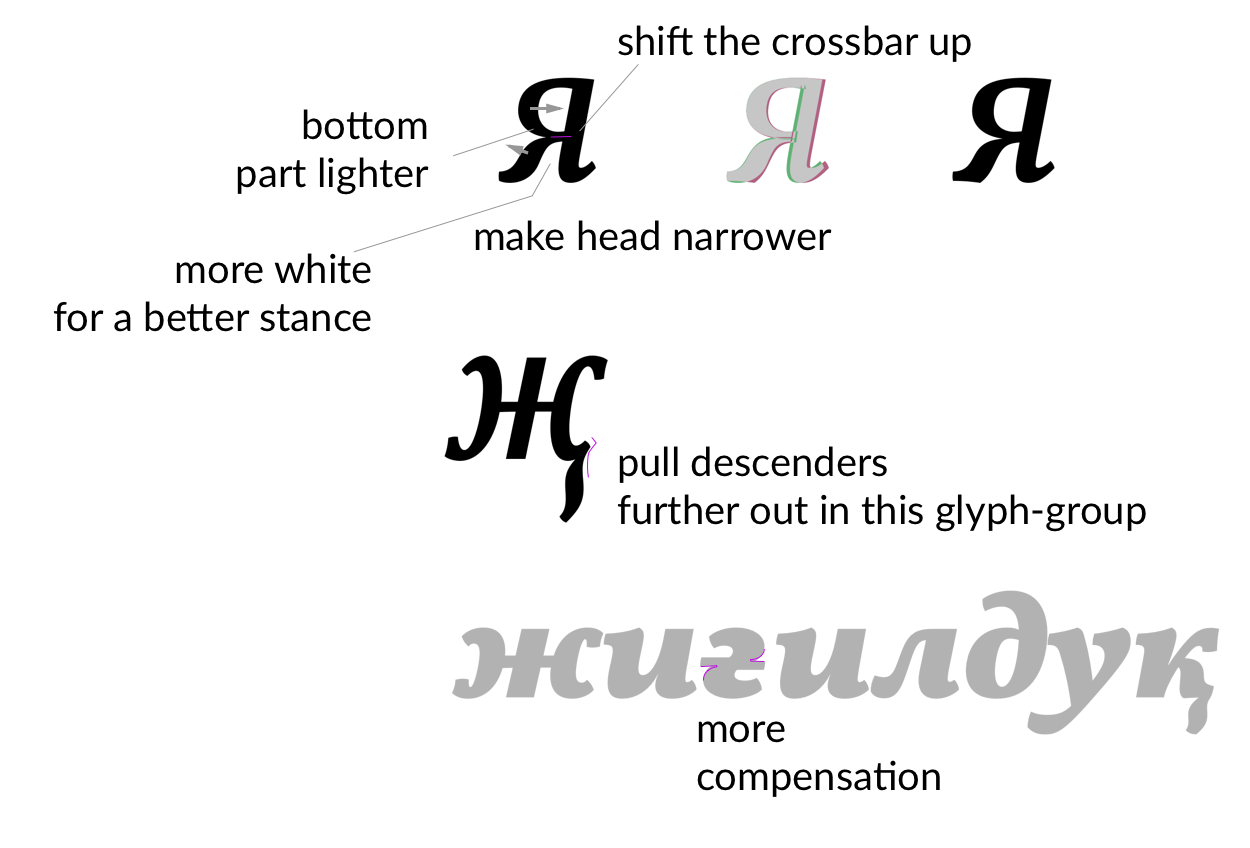 shift the crossbar up
Я Я Я
bottom
part lighter
make head narrower
more white
for a better stance
Җ
pull descenders
further out in this glyph-group
жиғилдуқ
more
compensation